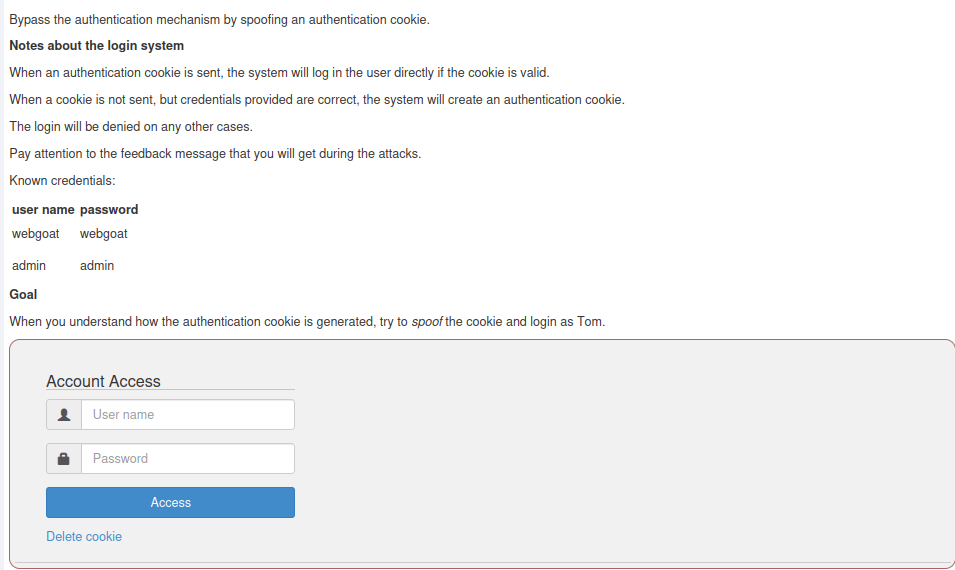 Bypass the authentication mechanism by spoofing an authentication cookie.
Notes about the login system
When an authentication cookie is sent, the system will log in the user directly if the cookie is valid.
When a cookie is not sent, but credentials provided are correct, the system will create an authentication cookie.
The login will be denied on any other cases.
Pay attention to the feedback message that you will get during the attacks.
Known credentials:
user name password
webgoat webgoat
admin admin
Goal
When you understand how the authentication cookie is generated, try to spoof the cookie and login as Tom.
Account Access
User name
Password
Access
Delete cookie